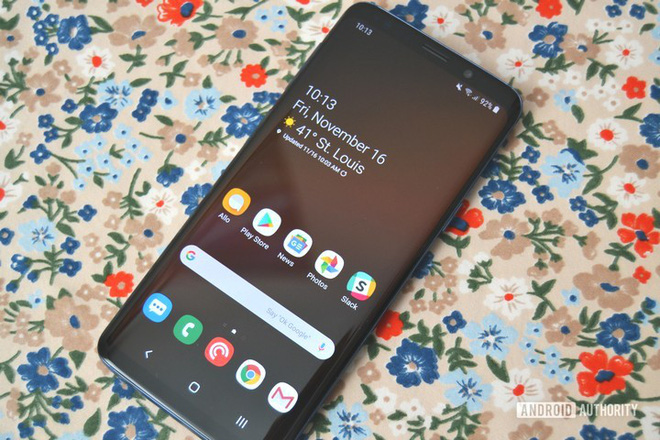 10:13
92%
10:13
Fri, November 16
41° St. Louis
Updated 11/16 10:03 AM
Allo
Play Store
News
Photos
Slack
G
Say "Ok Google"
ANDROID AUTHORITY